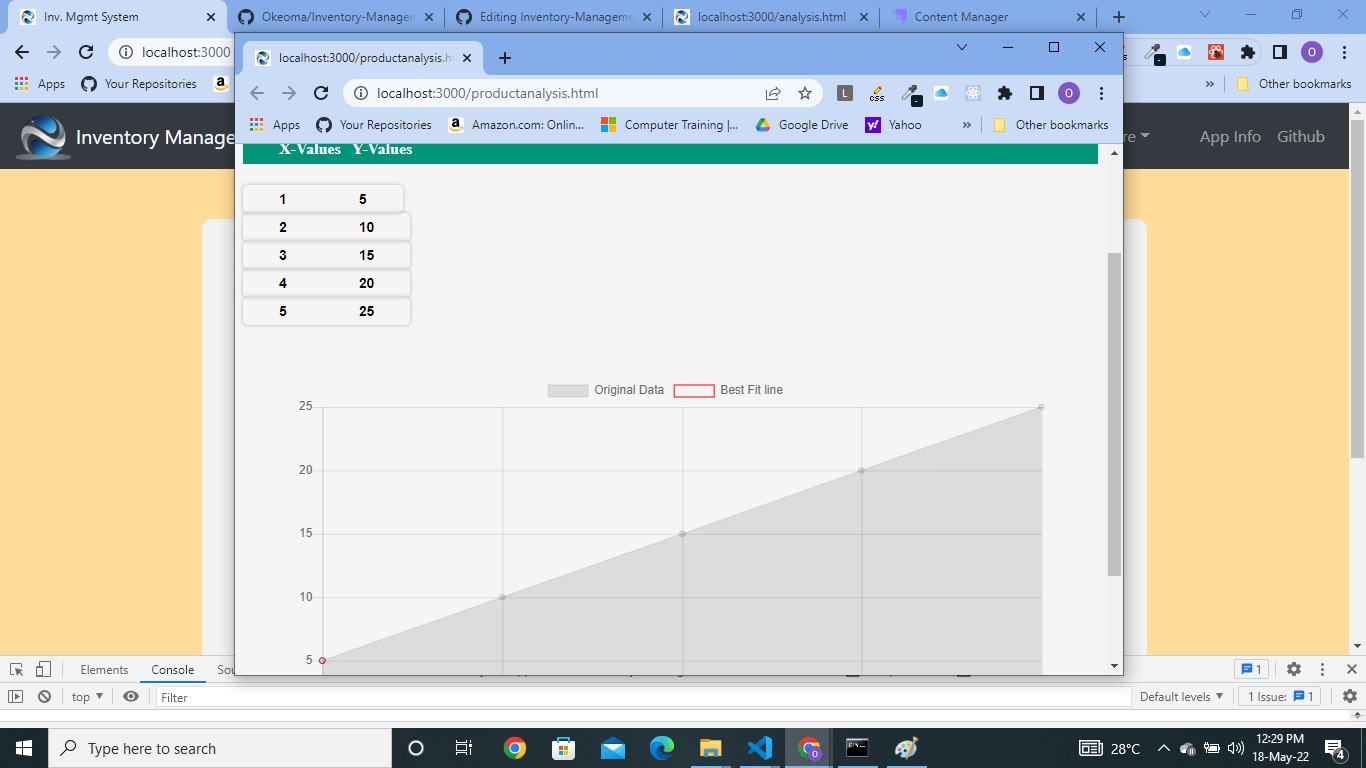 Inv. Mgmt System
Okeoma/Inventory-Managem
Editing Inventory-Manageme
localhost:3000/analysis.html
Content Manager
localhost:3000
localhost:3000/productanalysis.h
localhost:3000/productanalysis.html
L
css
O
O
Apps
Your Repositories
Other bookmarks
Apps
Your Repositories
Amazon.com: Onlin...
Computer Training |...
Google Drive
Yahoo
»
Other bookmarks
Inventory Manage
re
App Info
Github
X-Values Y-Values
1 5
2 10
3 15
4 20
5 25
Original Data
Best Fit line
25
20
15
10
5
Elements
Console
Sou
1
top
Filter
Default levels
1 Issue:
1
Type here to search
28°C
12:29 PM
18-May-22
4